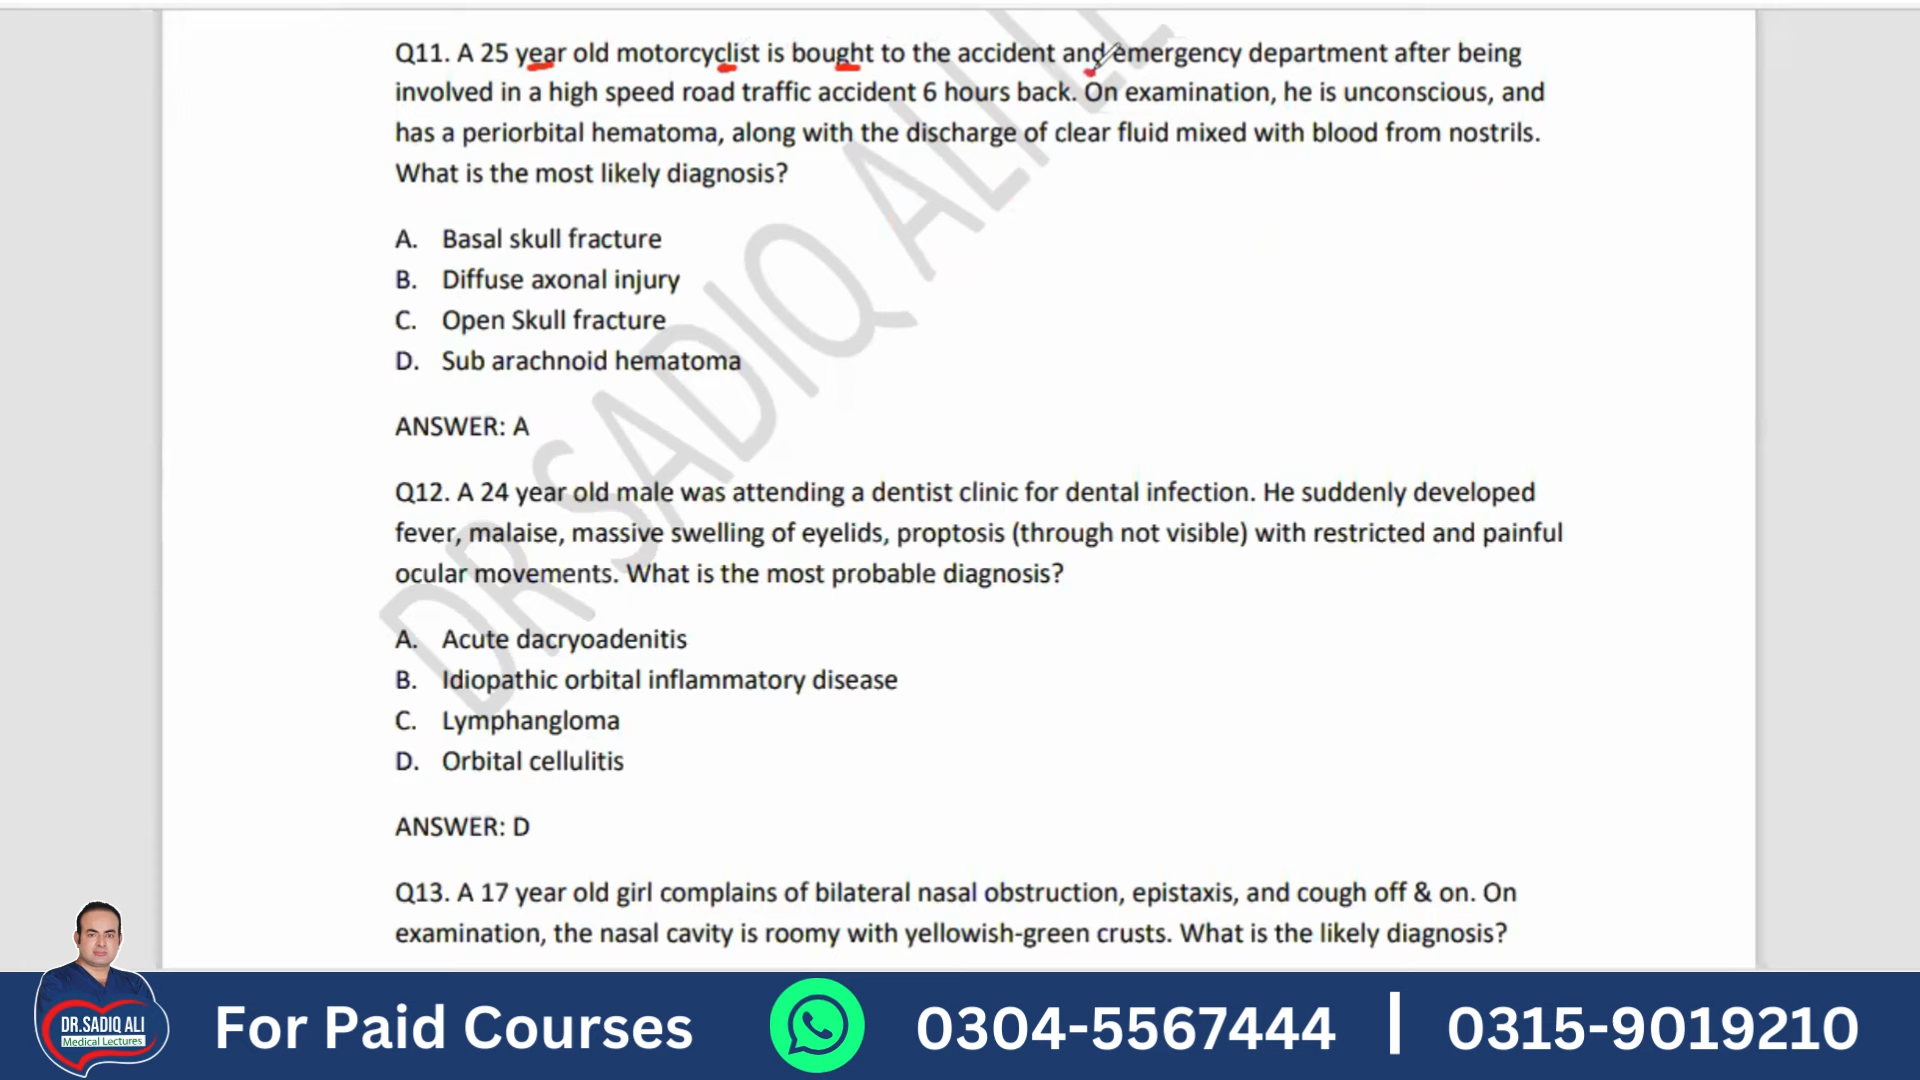 Q11. A 25 year old motorcyclist is bought to the accident and emergency department after being
involved in a high speed road traffic accident 6 hours back. On examination, he is unconscious, and
has a periorbital hematoma, along with the discharge of clear fluid mixed with blood from nostrils.
What is the most likely diagnosis?
A. Basal skull fracture
B. Diffuse axonal injury
C. Open Skull fracture
D. Sub arachnoid hematoma
ANSWER: A
Q12. A 24 year old male was attending a dentist clinic for dental infection. He suddenly developed
fever, malaise, massive swelling of eyelids, proptosis (through not visible) with restricted and painful
ocular movements. What is the most probable diagnosis?
A. Acute dacryoadenitis
B. Idiopathic orbital inflammatory disease
C. Lymphangloma
D. Orbital cellulitis
ANSWER: D
Q13. A 17 year old girl complains of bilateral nasal obstruction, epistaxis, and cough off & on. On
examination, the nasal cavity is roomy with yellowish-green crusts. What is the likely diagnosis?
DR SADIQ ALI
DR.SADIQ ALI
Medical Lectures
For Paid Courses
0304-5567444 | 0315-9019210